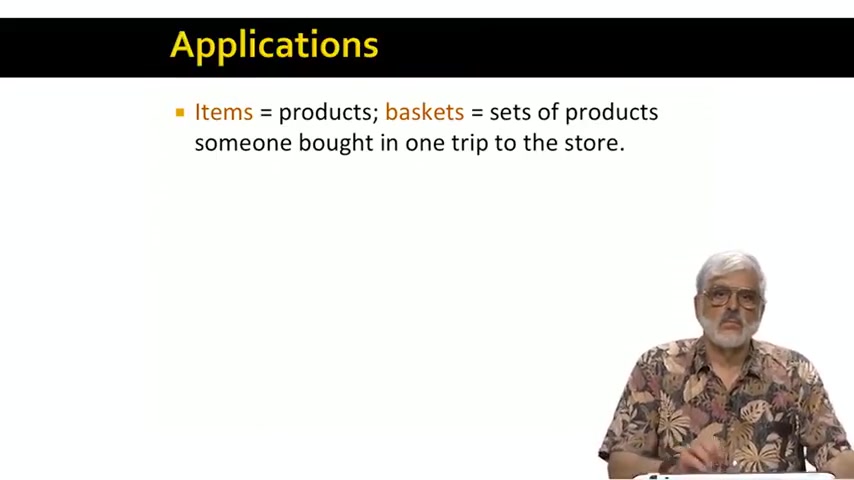 Applications
Items = products; baskets = sets of products
someone bought in one trip to the store.